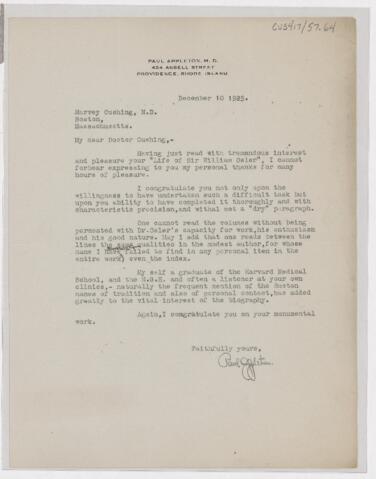 CUS417/57.64
PAUL APPLETON, M. D.
454 ANGELL STREET
PROVIDENCE, RHODE ISLAND
December 10 1925.
Harvey Cushing, M.D.
Boston,
Massachusetts.
My dear Doctor Cushing,-
Having just read with tremendous interest
and pleasure your "Life of Sir William Osler", I cannot
forbear expressing to you my personal thanks for many
hours of pleasure.
I congratulate you not only upon the
willingness to have undertaken such a difficult task but
upon you ability to have completed it thoroughly and with
characteristic precision,and withal not a "dry" paragraph.
One cannot read the volumes without being
permeated with Dr.Osler's capacity for work,his enthusiasm
and his good nature. May I add that one reads between the
lines the same qualities in the modest author,for whose
name I have failed to find in any personal item in the
entire work, even the index.
My self a graduate of the Harvard Medical
School, and the M.G.H. and often a listener at your own
clinics,- naturally the frequent mention of the Boston
names of tradition and also of personal contact,has added
greatly to the vital interest of the biography.
Again,I congratulate you on your monumental
work.
Faithfully yours,
Paul Appleton